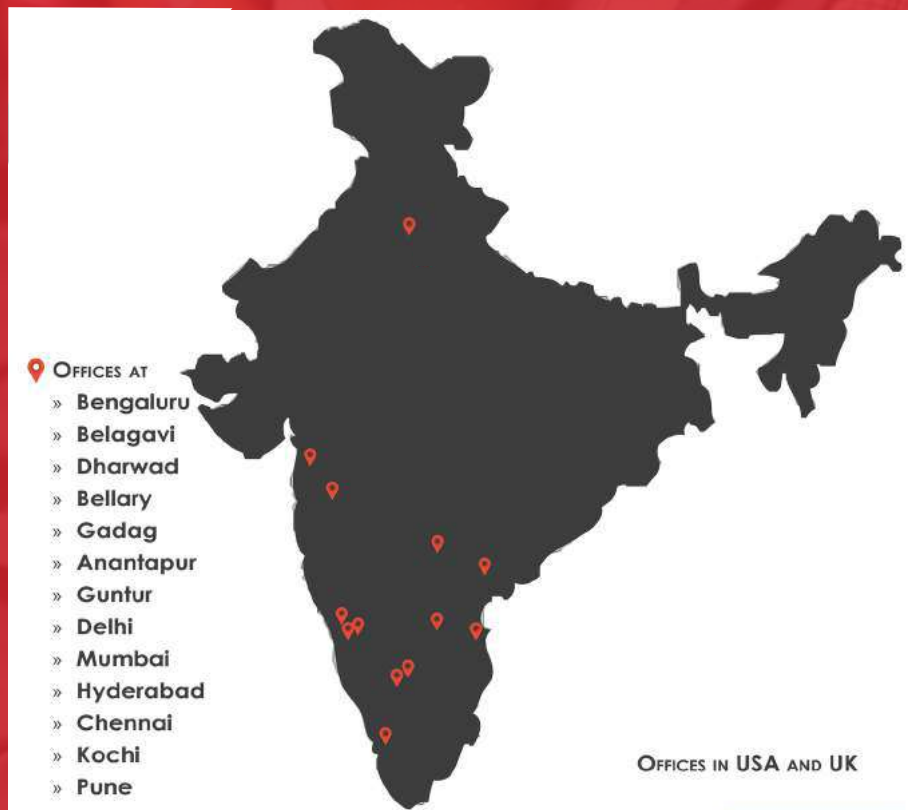 Offices at
» Bengaluru
» Belagavi
» Dharwad
» Bellary
» Gadag
» Anantapur
» Guntur
» Delhi
» Mumbai
» Hyderabad
» Chennai
» Kochi
» Pune
Offices in USA and UK